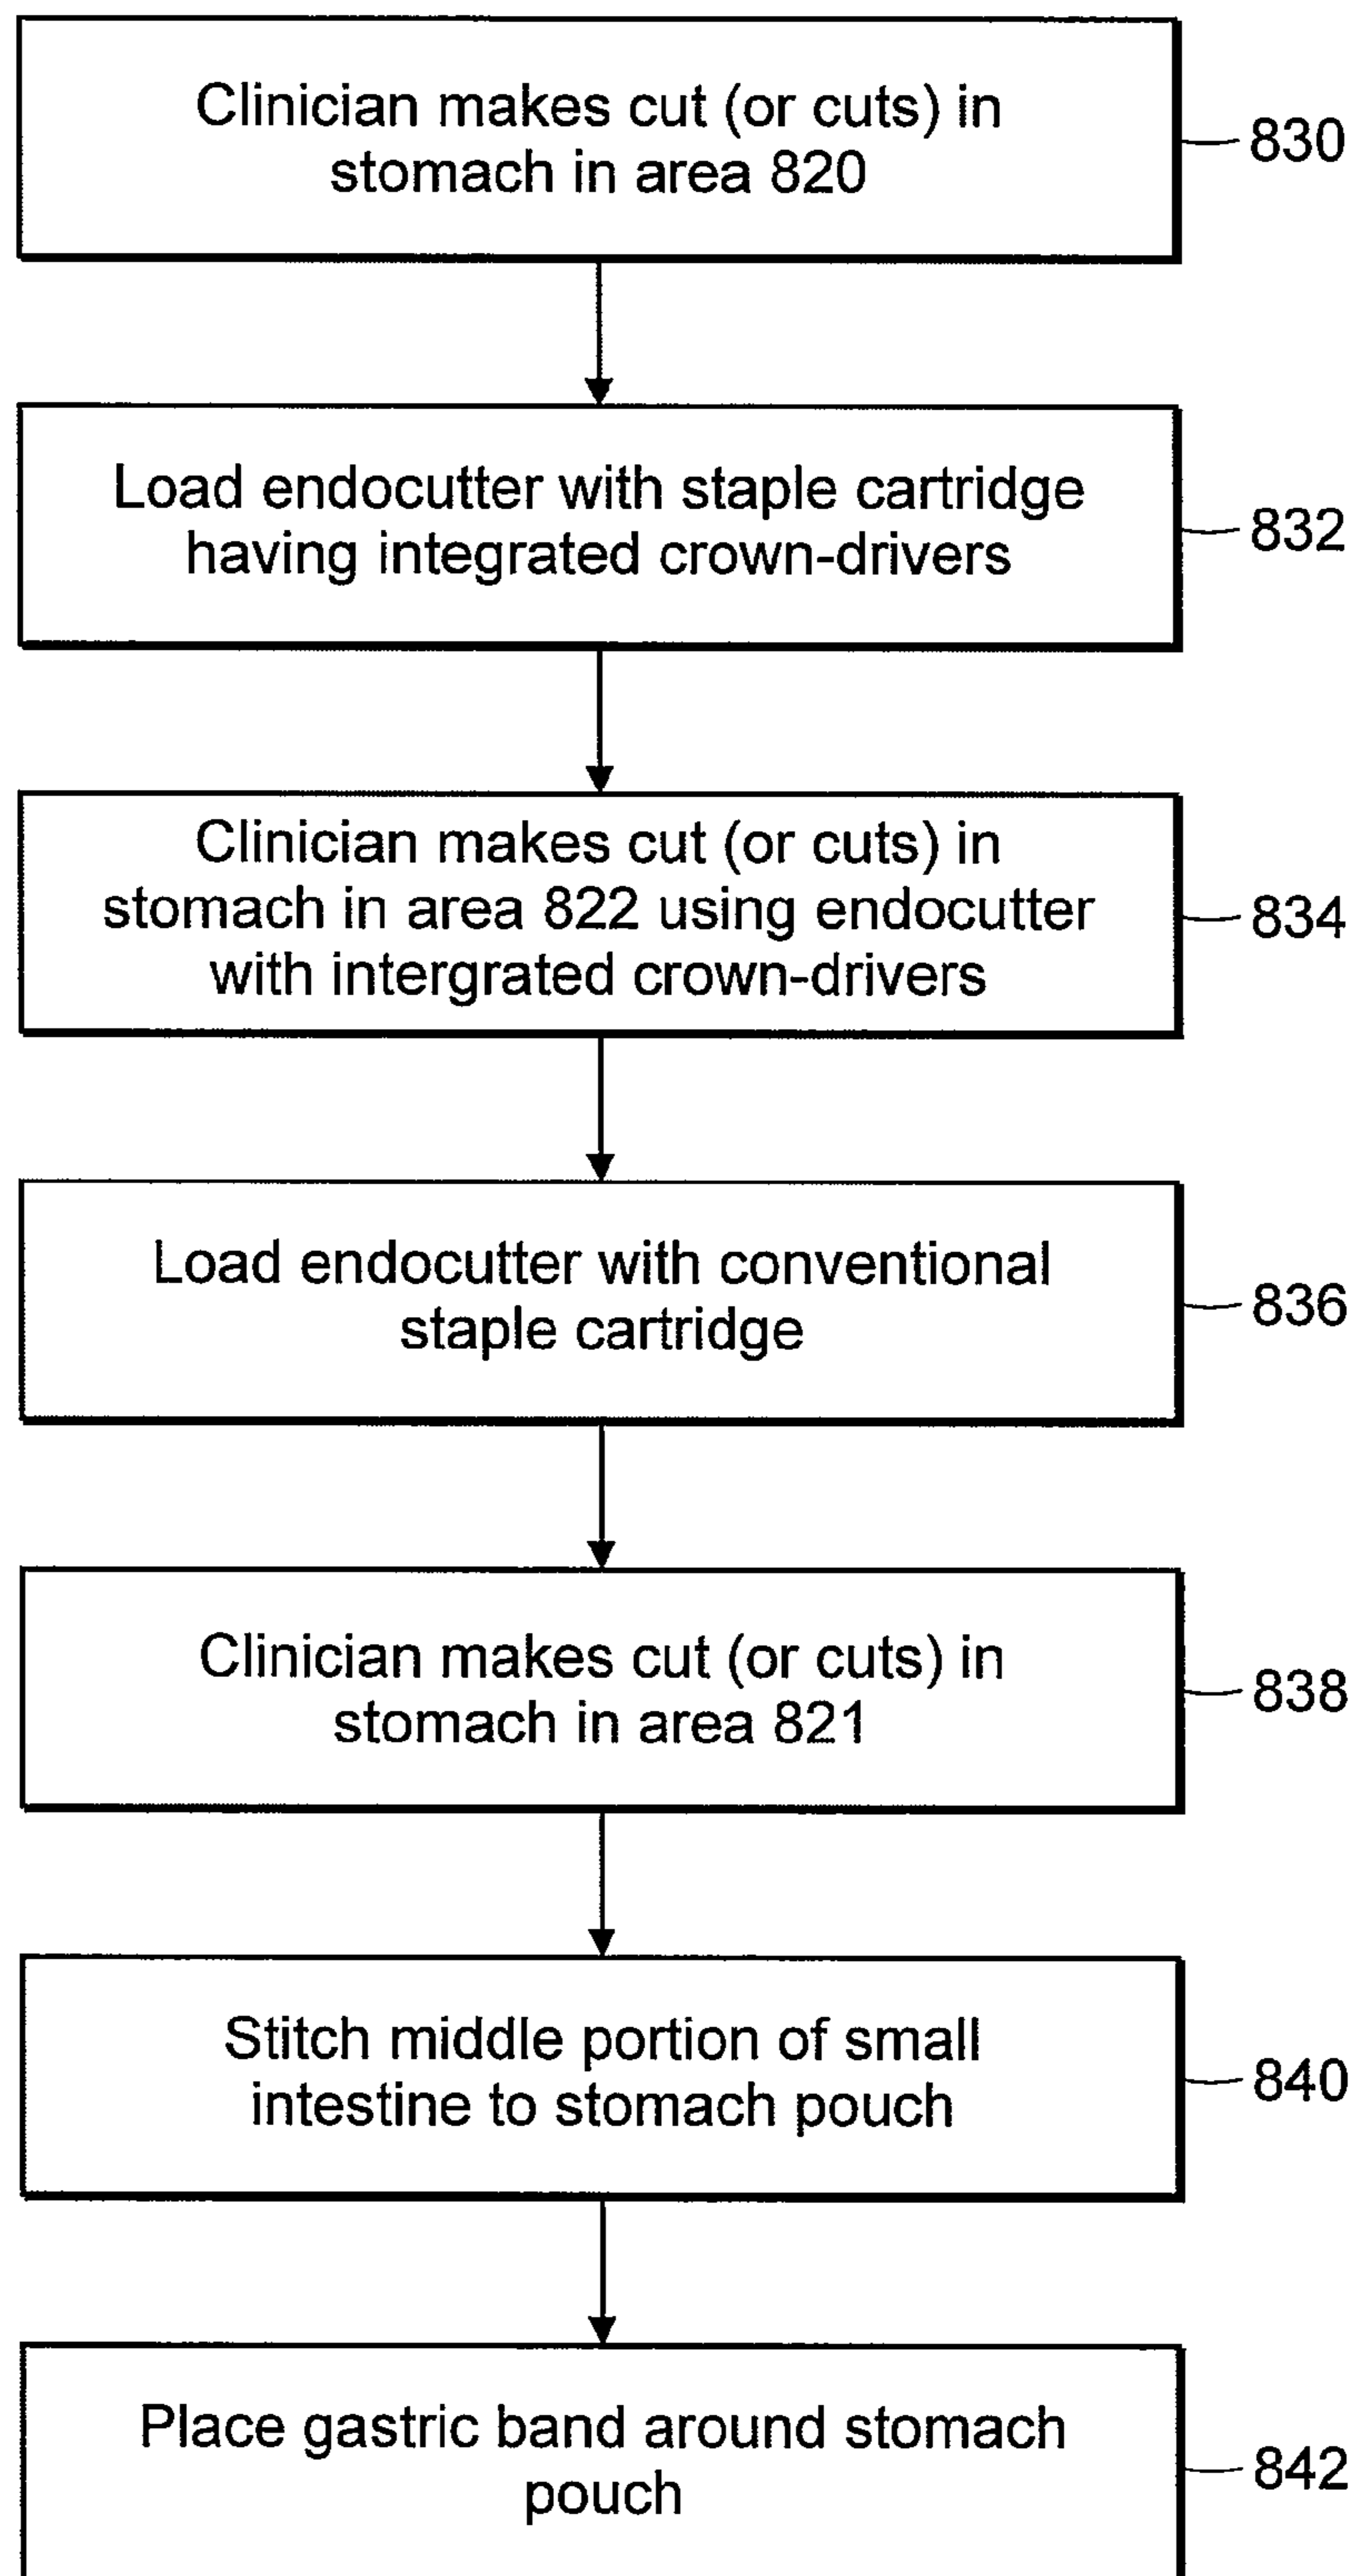 Clinician makes cut (or cuts) in
stomach in area 820
830
Load endocutter with staple cartridge
having integrated crown-drivers
832
Clinician makes cut (or cuts) in
stomach in area 822 using endocutter
with intergrated crown-drivers
834
Load endocutter with conventional
staple cartridge
836
Clinician makes cut (or cuts) in
stomach in area 821
838
Stitch middle portion of small
intestine to stomach pouch
840
Place gastric band around stomach
pouch
842